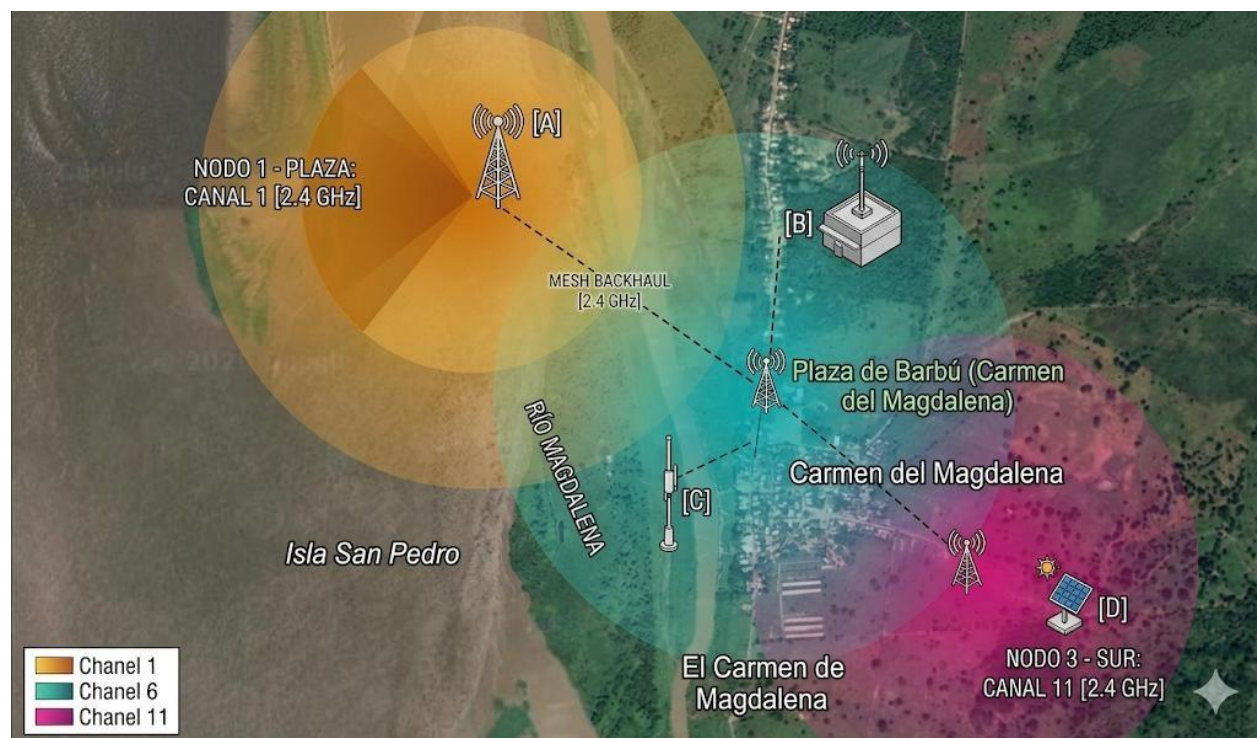 [A]
NODO 1 - PLAZA:
CANAL 1 [2.4 GHz]
[B]
MESH BACKHAUL
[2.4 GHz]
Plaza de Barbú (Carmen
del Magdalena)
RÍO MAGDALENA
Carmen del Magdalena
[C]
Isla San Pedro
[D]
El Carmen de
Magdalena
NODO 3 - SUR:
CANAL 11 [2.4 GHz]
Chanel 1
Chanel 6
Chanel 11